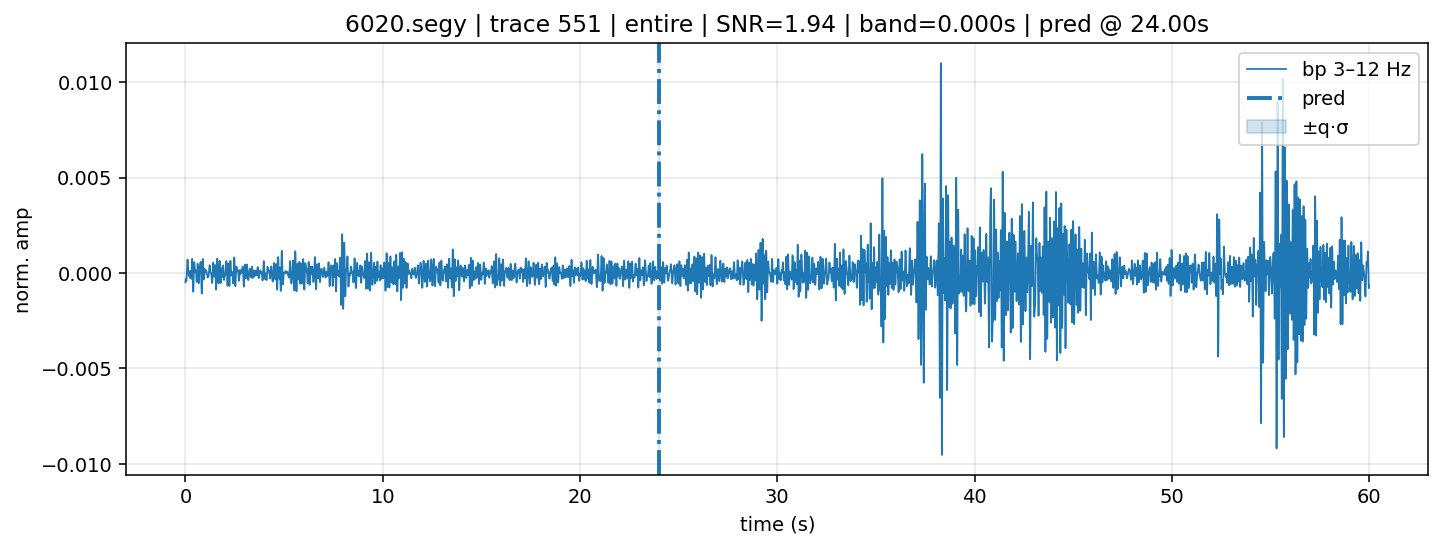 6020.segy | trace 551 | entire | SNR=1.94 | band=0.000s | pred @ 24.00s
bp 3–12 Hz
pred
±q·σ
norm. amp
0.010
0.005
0.000
−0.005
−0.010
0 10 20 30 40 50 60
time (s)